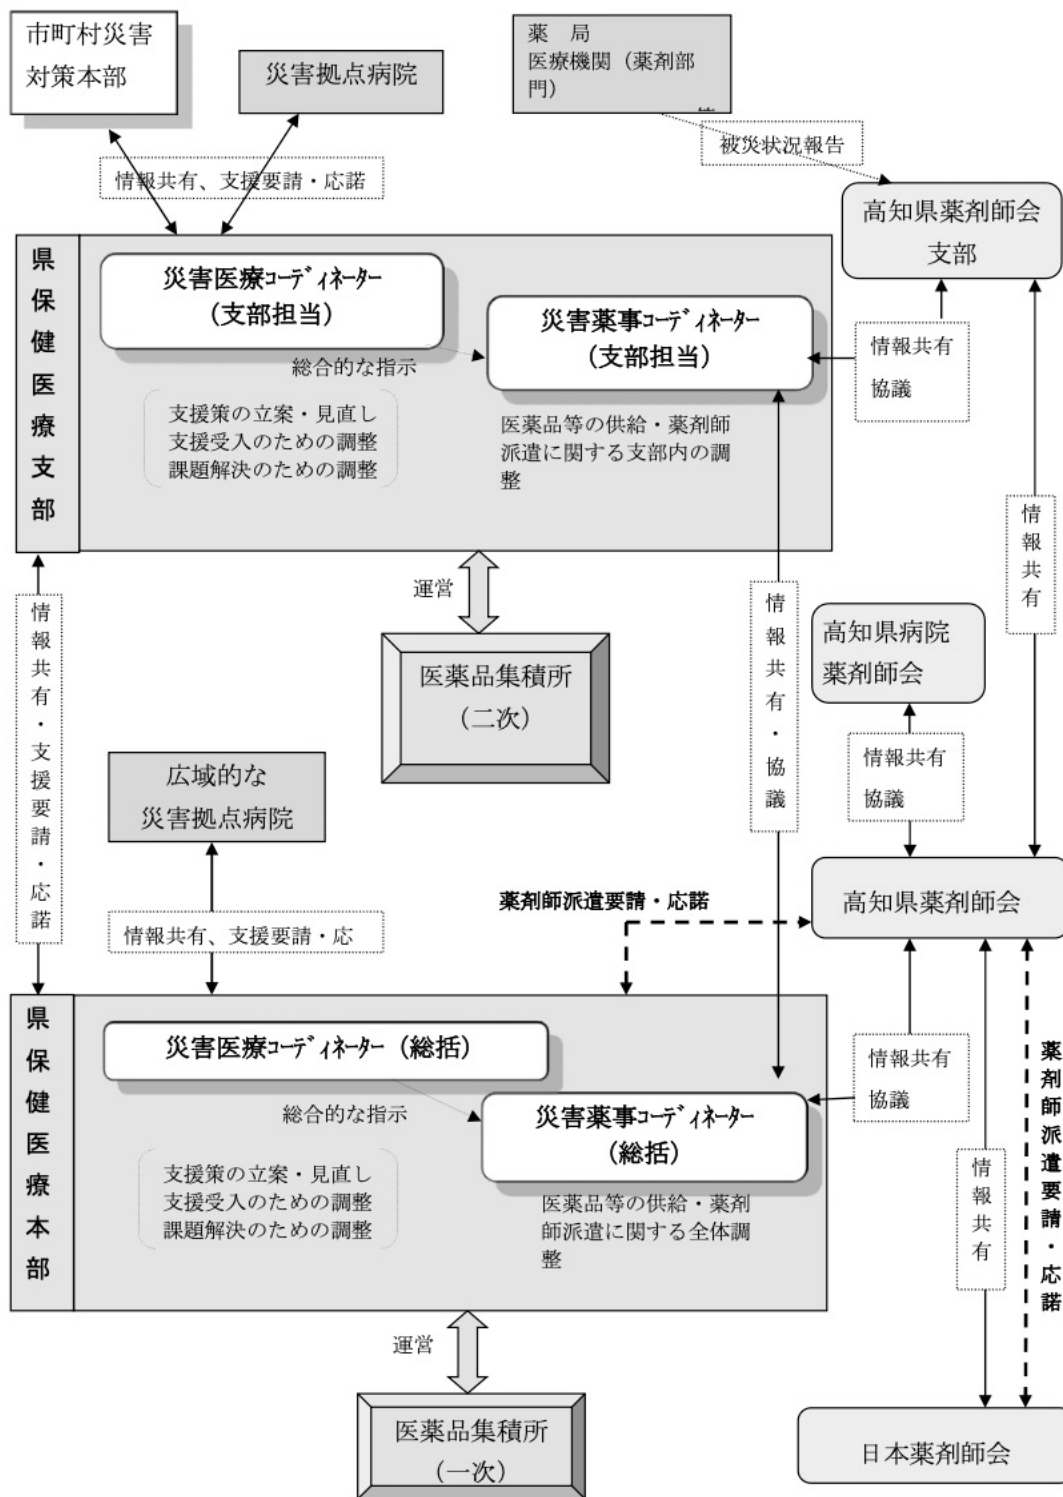 市町村災害
対策本部
災害拠点病院
薬　局
医療機関（薬剤部
門）
被災状況報告
情報共有、支援要請・応諾
高知県薬剤師会
支部
県保健医療支部
災害医療ｺｰﾃﾞｨﾈｰﾀｰ
（支部担当）
災害薬事ｺｰﾃﾞｨﾈｰﾀｰ
（支部担当）
総合的な指示
情報共有
協議
支援策の立案・見直し
支援受入のための調整
課題解決のための調整
医薬品等の供給・薬剤師
派遣に関する支部内の調
整
情報共有
運営
情報共有・支援要請・応諾
情報共有・協議
高知県病院
薬剤師会
医薬品集積所
（二次）
情報共有
協議
広域的な
災害拠点病院
薬剤師派遣要請・応諾
高知県薬剤師会
情報共有、支援要請・応
県保健医療本部
災害医療ｺｰﾃﾞｨﾈｰﾀｰ（総括）
総合的な指示
災害薬事ｺｰﾃﾞｨﾈｰﾀｰ
（総括）
情報共有
協議
薬剤師派遣要請・応諾
支援策の立案・見直し
支援受入のための調整
課題解決のための調整
医薬品等の供給・薬剤
師派遣に関する全体調
整
情報共有
運営
医薬品集積所
（一次）
日本薬剤師会